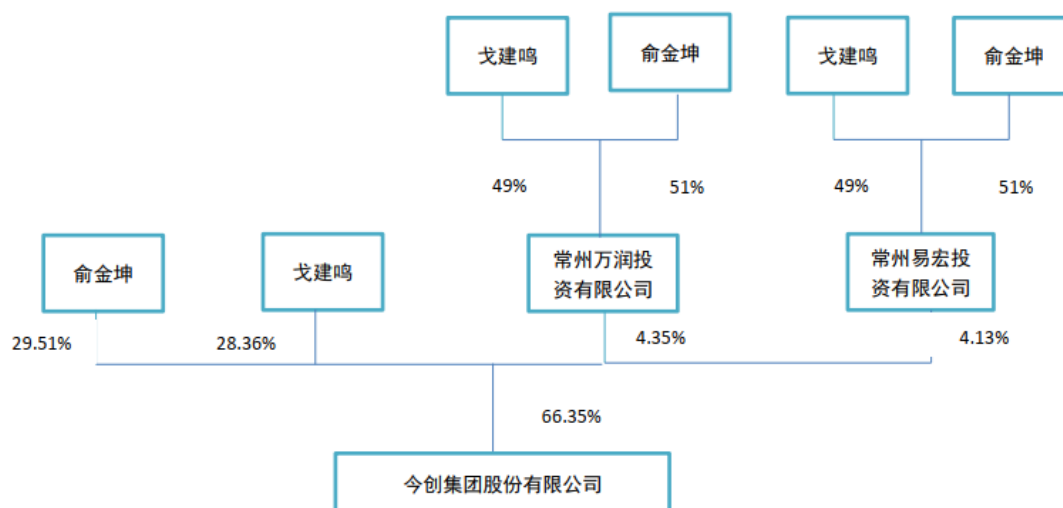 戈建鸣
俞金坤
戈建鸣
俞金坤
49%
51%
49%
51%
俞金坤
戈建鸣
常州万润投
资有限公司
常州易宏投
资有限公司
29.51%
28.36%
4.35%
4.13%
66.35%
今创集团股份有限公司